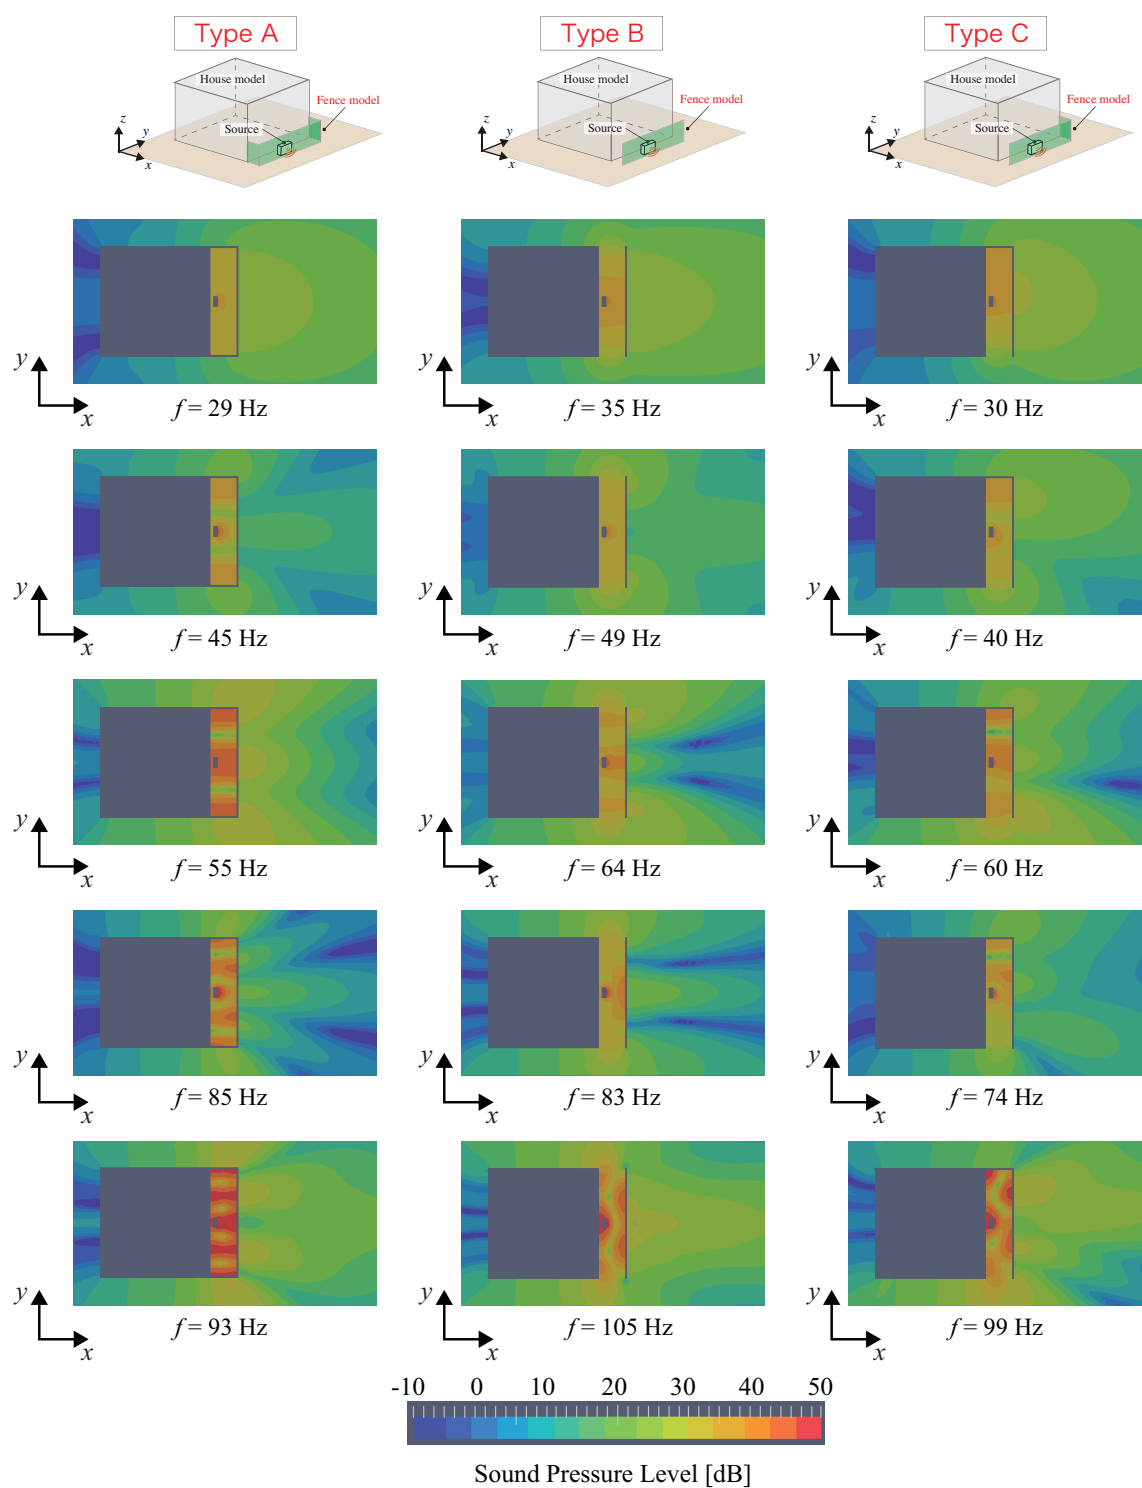 Type A
Type B
Type C
House model
Fence model
Source
z
y
x
House model
Fence model
Source
z
y
x
House model
Fence model
Source
z
y
x
y
x
f = 29 Hz
y
x
f = 35 Hz
y
x
f = 30 Hz
y
x
f = 45 Hz
y
x
f = 49 Hz
y
x
f = 40 Hz
y
x
f = 55 Hz
y
x
f = 64 Hz
y
x
f = 60 Hz
y
x
f = 85 Hz
y
x
f = 83 Hz
y
x
f = 74 Hz
y
x
f = 93 Hz
y
x
f = 105 Hz
y
x
f = 99 Hz
-10 0 10 20 30 40 50
Sound Pressure Level [dB]